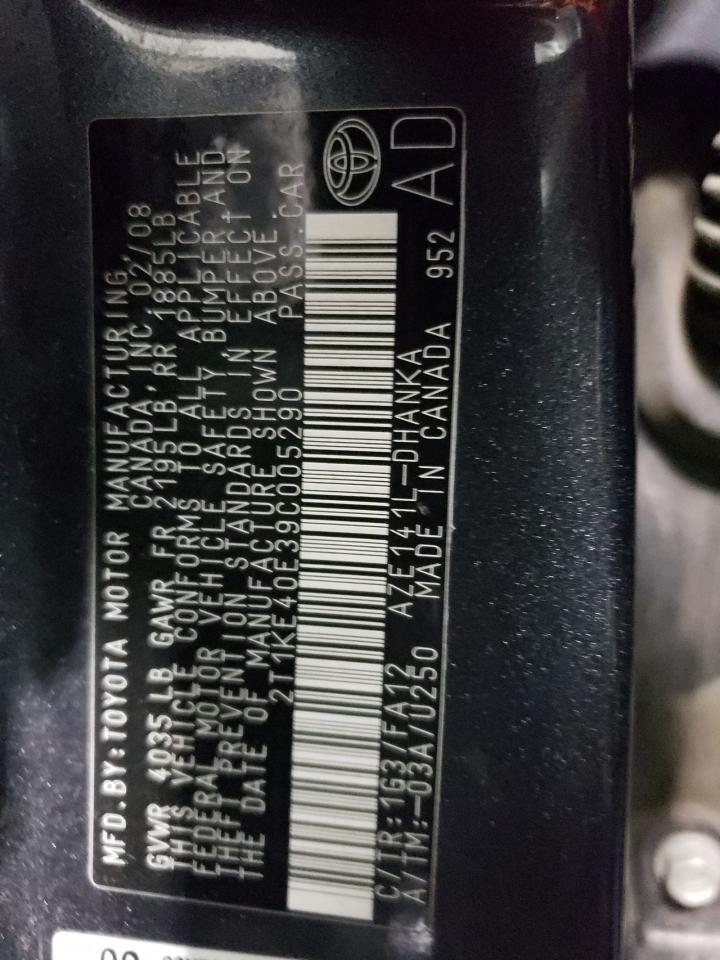 MFD.BY:TOYOTA MOTOR MANUFACTURING
CANADA, INC. 02/08
GVWR 4035 LB GAWR FR 2195LB, RR 1885LB
THIS VEHICLE CONFORMS TO ALL APPLICABLE
FEDERAL MOTOR VEHICLE SAFETY, BUMPER AND
THEFT PREVENTION STANDARDS IN EFFECT ON
THE DATE OF MANUFACTURE SHOWN ABOVE.
2T1KE40E39C005290 PASS.CAR
C/TR:1G3/FA12 AZE141L-DHANKA
A/TM:-03A/U250 MADE IN CANADA 952
AD